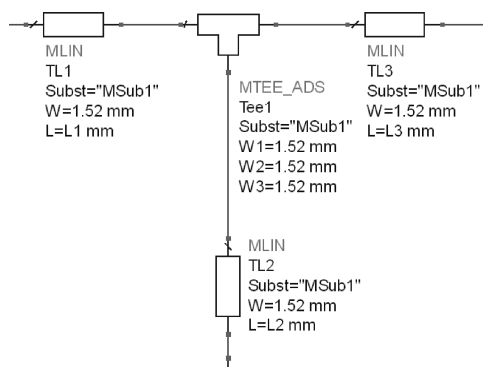 MLIN
TL1
Subst="MSub1"
W=1.52 mm
L=L1 mm
MTEE_ADS
Tee1
Subst="MSub1"
W1=1.52 mm
W2=1.52 mm
W3=1.52 mm
MLIN
TL3
Subst="MSub1"
W=1.52 mm
L=L3 mm
MLIN
TL2
Subst="MSub1"
W=1.52 mm
L=L2 mm